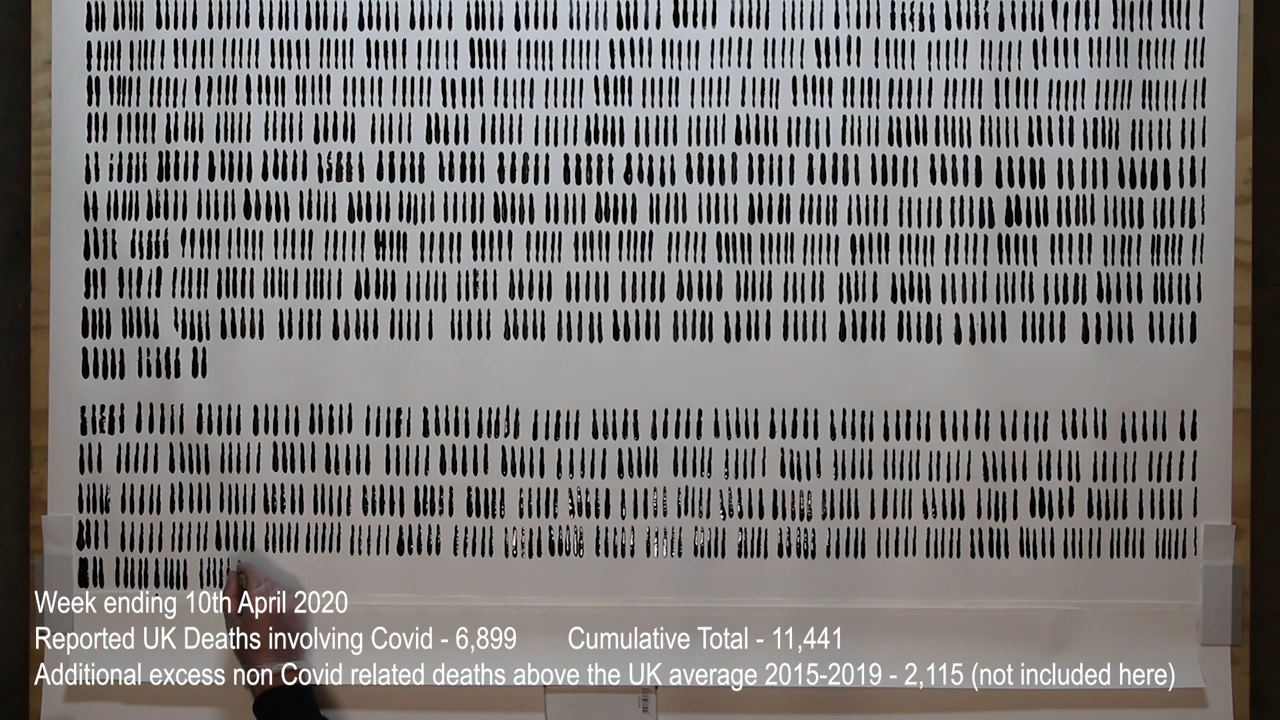 Week ending 10th April 2020
Reported UK Deaths involving Covid - 6,899 Cumulative Total - 11,441
Additional excess non Covid related deaths above the UK average 2015-2019 - 2,115 (not included here)